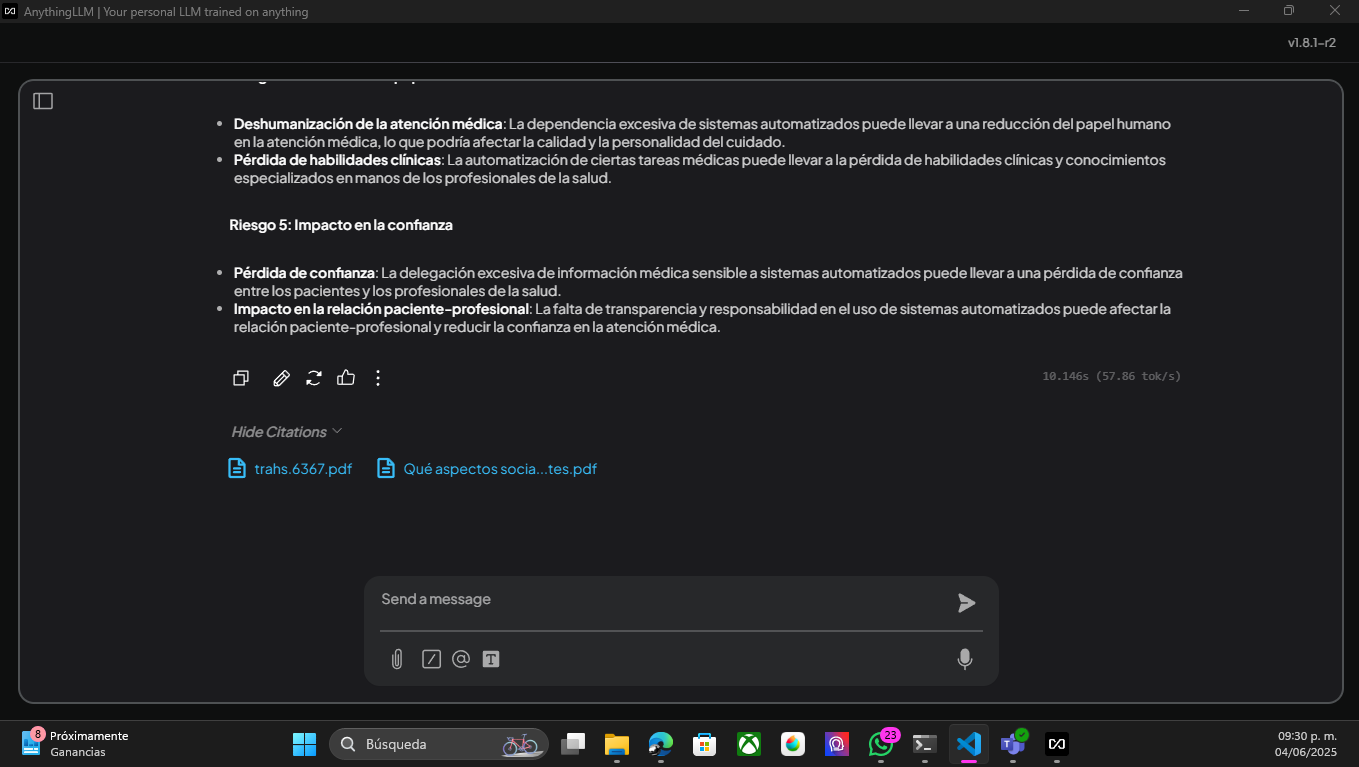 AnythingLLM | Your personal LLM trained on anything
v1.8.1-r2
Deshumanización de la atención médica: La dependencia excesiva de sistemas automatizados puede llevar a una reducción del papel humano
en la atención médica, lo que podría afectar la calidad y la personalidad del cuidado.
Pérdida de habilidades clínicas: La automatización de ciertas tareas médicas puede llevar a la pérdida de habilidades clínicas y conocimientos
especializados en manos de los profesionales de la salud.
Riesgo 5: Impacto en la confianza
Pérdida de confianza: La delegación excesiva de información médica sensible a sistemas automatizados puede llevar a una pérdida de confianza
entre los pacientes y los profesionales de la salud.
Impacto en la relación paciente-profesional: La falta de transparencia y responsabilidad en el uso de sistemas automatizados puede afectar la
relación paciente-profesional y reducir la confianza en la atención médica.
10.146s (57.86 tok/s)
Hide Citations
trahs.6367.pdf
Qué aspectos socia...tes.pdf
Send a message
8
Próximamente
Ganancias
Búsqueda
23
09:30 p. m.
04/06/2025